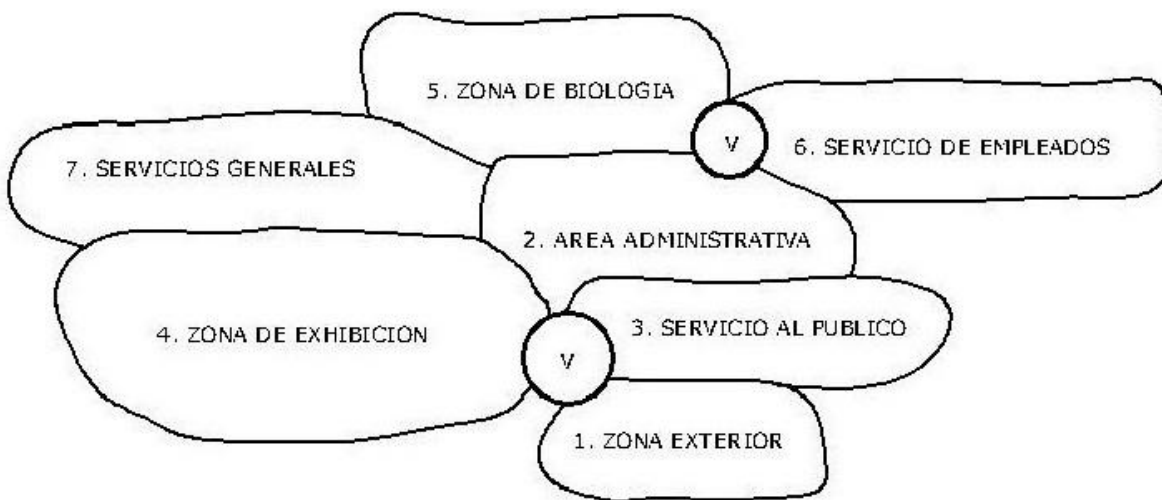 5. ZONA DE BIOLOGIA
V
6. SERVICIO DE EMPLEADOS
7. SERVICIOS GENERALES
2. AREA ADMINISTRATIVA
4. ZONA DE EXHIBICION
3. SERVICIO AL PUBLICO
V
1. ZONA EXTERIOR